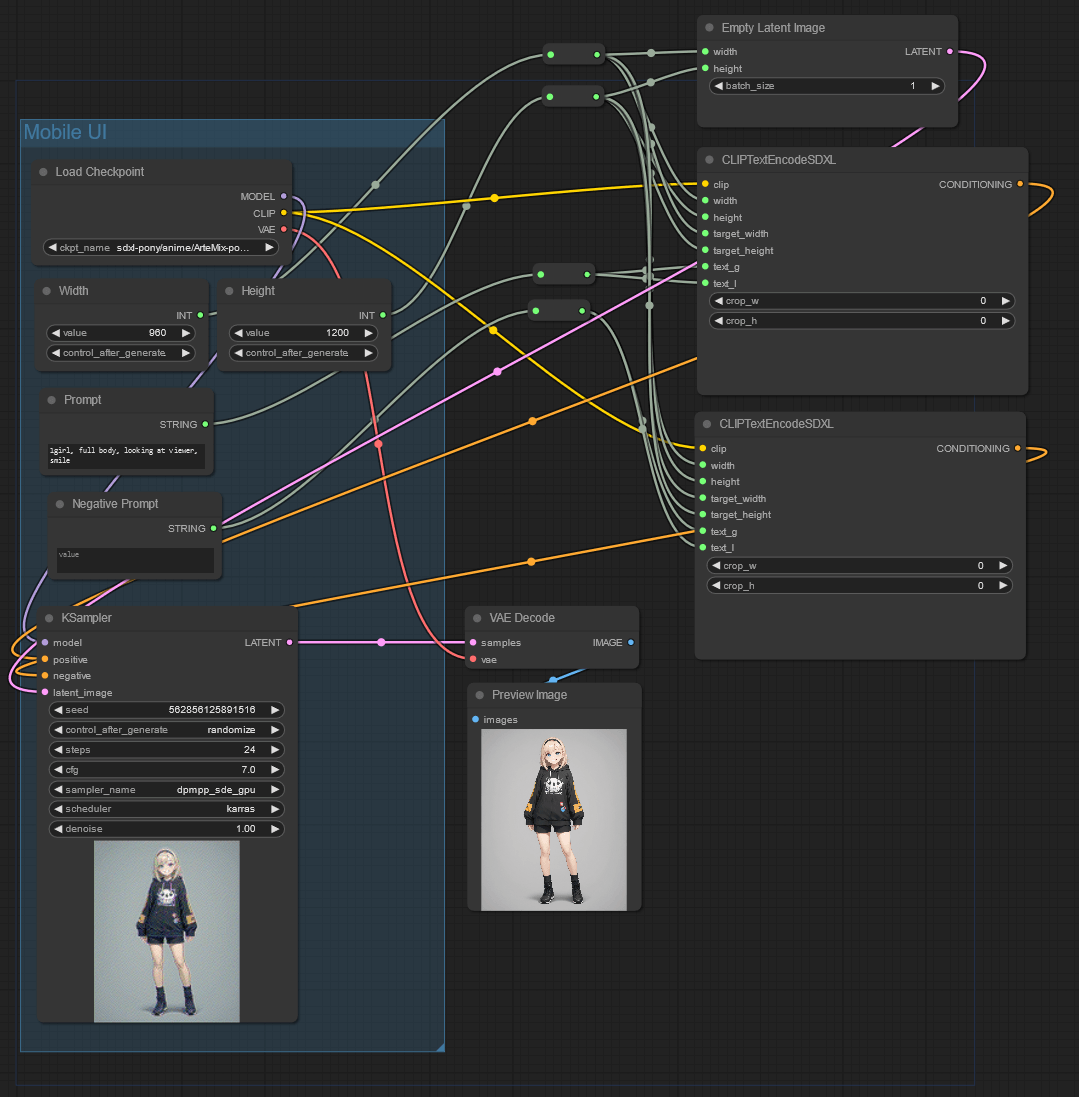 Empty Latent Image
width
LATENT
height
batch_size 1
Mobile UI
Load Checkpoint
MODEL
CLIP
VAE
ckpt_name sdxl-pony/anime/ArteMix-po...
Width
INT
value 960
control_after_generate
Height
INT
value 1200
control_after_generate
Prompt
STRING
1girl, full body, looking at viewer,
smile
Negative Prompt
STRING
value
CLIPTextEncodeSDXL
clip
CONDITIONING
width
height
target_width
target_height
text_g
text_l
crop_w 0
crop_h 0
CLIPTextEncodeSDXL
clip
CONDITIONING
width
height
target_width
target_height
text_g
text_l
crop_w 0
crop_h 0
KSampler
model
LATENT
positive
negative
latent_image
seed 562856125891516
control_after_generate randomize
steps 24
cfg 7.0
sampler_name dpmpp_sde_gpu
scheduler karras
denoise 1.00
VAE Decode
samples
IMAGE
vae
Preview Image
images